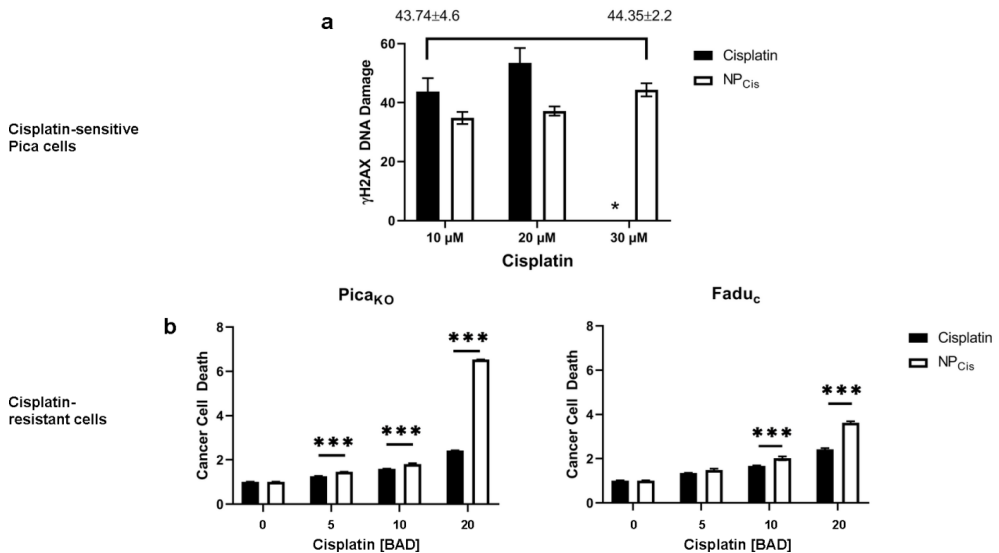 a
43.74±4.6
44.35±2.2
Cisplatin
NPCis
Cisplatin-sensitive
Pica cells
γH2AX DNA Damage
60
40
20
0
*
10 µM
20 µM
30 µM
Cisplatin
b
PicaKO
Faduc
Cisplatin-
resistant cells
Cancer Cell Death
8
6
4
2
0
***
***
***
0
5
10
20
Cisplatin [BAD]
Cancer Cell Death
8
6
4
2
0
***
***
0
5
10
20
Cisplatin [BAD]
Cisplatin
NPCis